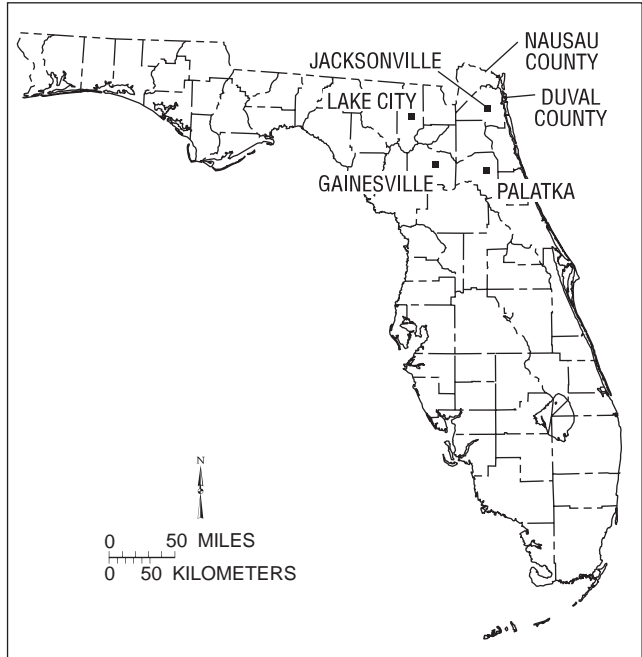 NAUSAU
COUNTY
JACKSONVILLE
LAKE CITY
DUVAL
COUNTY
GAINESVILLE
PALATKA
N
0 50 MILES
0 50 KILOMETERS